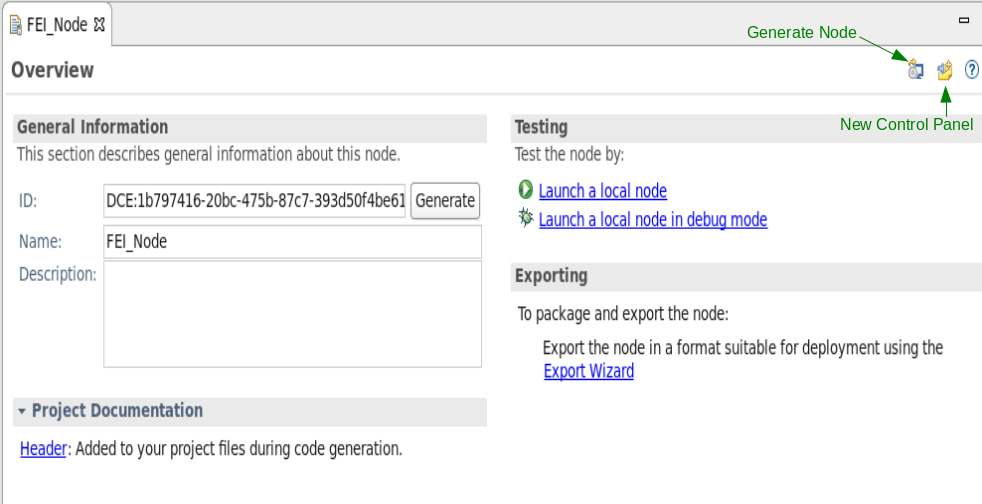 FEI_Node
Generate Node
Overview
New Control Panel
General Information
This section describes general information about this node.
ID:
DCE:1b797416-20bc-475b-87c7-393d50f4be61
Generate
Name:
FEI_Node
Description:
Project Documentation
Header: Added to your project files during code generation.
Testing
Test the node by:
Launch a local node
Launch a local node in debug mode
Exporting
To package and export the node:
Export the node in a format suitable for deployment using the
Export Wizard